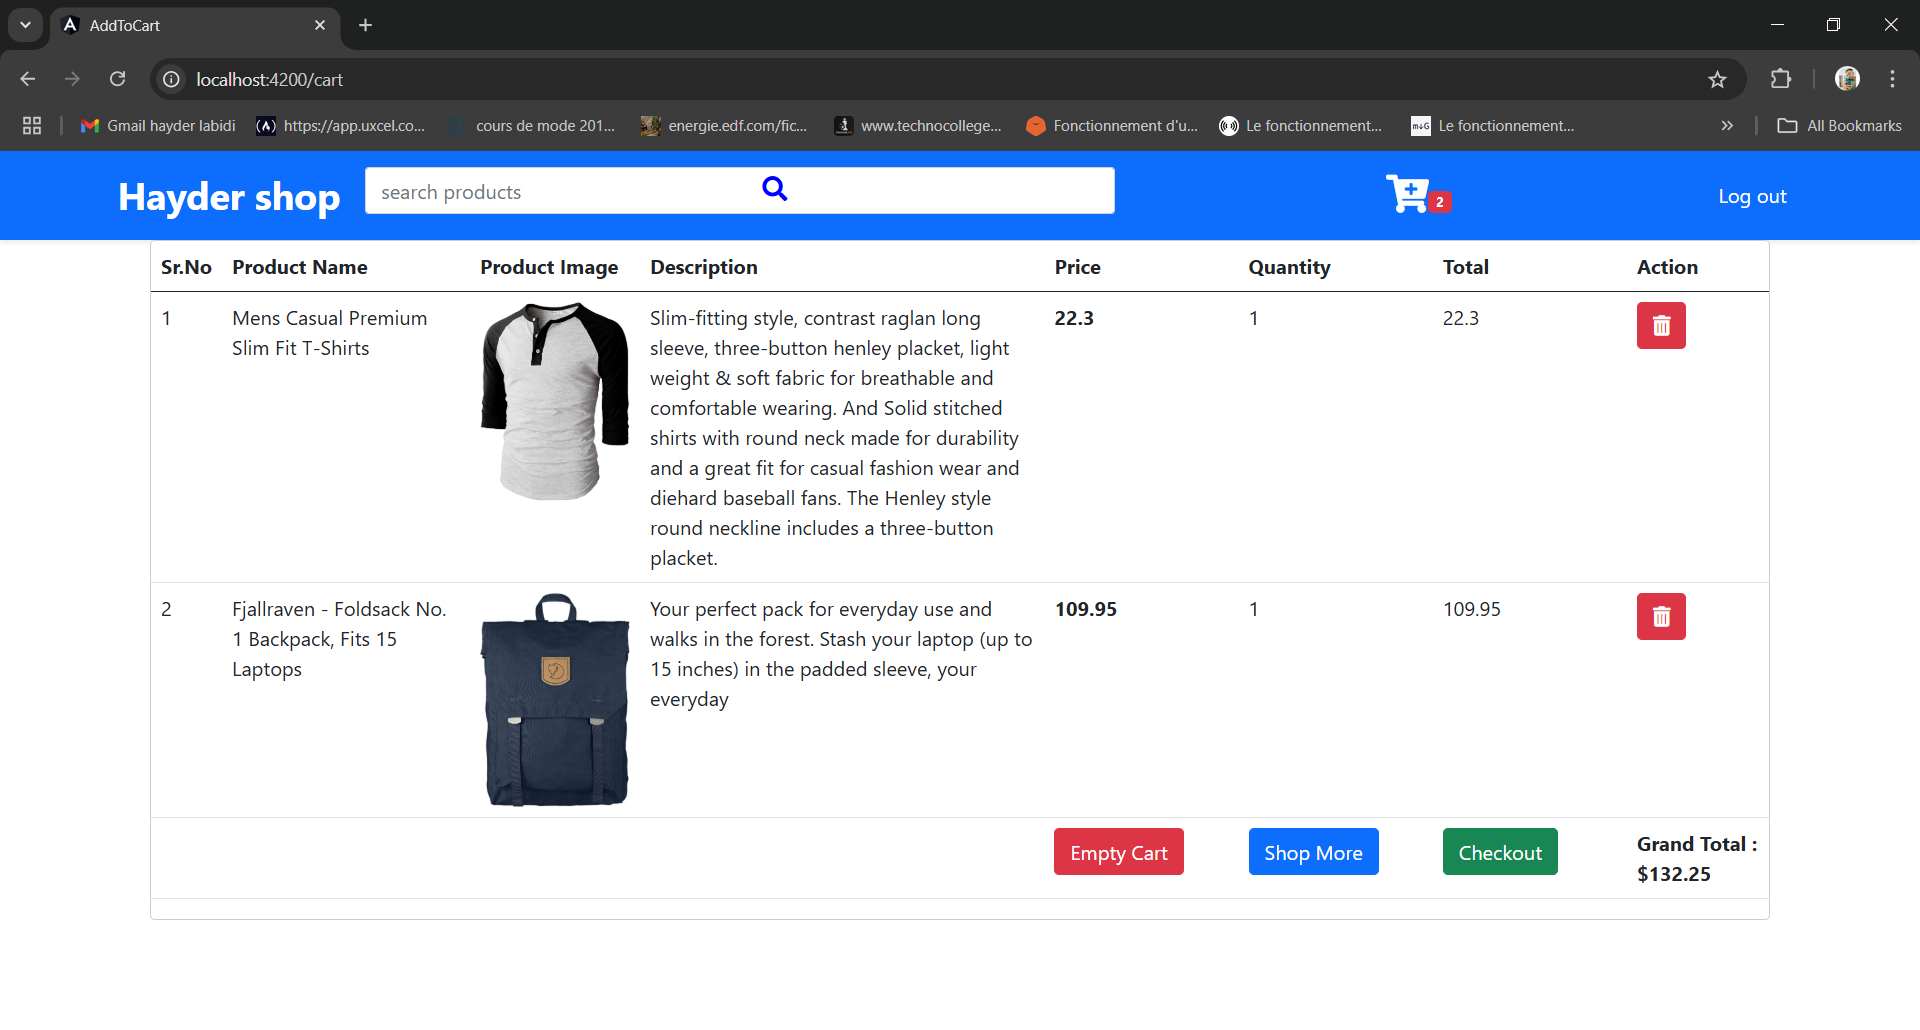 AddToCart
localhost:4200/cart
Gmail hayder labidi
https://app.uxcel.co...
cours de mode 201...
energie.edf.com/fic...
www.technocollege...
Fonctionnement d'u...
Le fonctionnement...
Le fonctionnement...
All Bookmarks
Hayder shop
search products
2
Log out
Sr.No Product Name Product Image Description Price Quantity Total Action
1
Mens Casual Premium
Slim Fit T-Shirts
Slim-fitting style, contrast raglan long
sleeve, three-button henley placket, light
weight & soft fabric for breathable and
comfortable wearing. And Solid stitched
shirts with round neck made for durability
and a great fit for casual fashion wear and
diehard baseball fans. The Henley style
round neckline includes a three-button
placket.
22.3
1
22.3
2
Fjallraven - Foldsack No.
1 Backpack, Fits 15
Laptops
Your perfect pack for everyday use and
walks in the forest. Stash your laptop (up to
15 inches) in the padded sleeve, your
everyday
109.95
1
109.95
Empty Cart
Shop More
Checkout
Grand Total :
$132.25